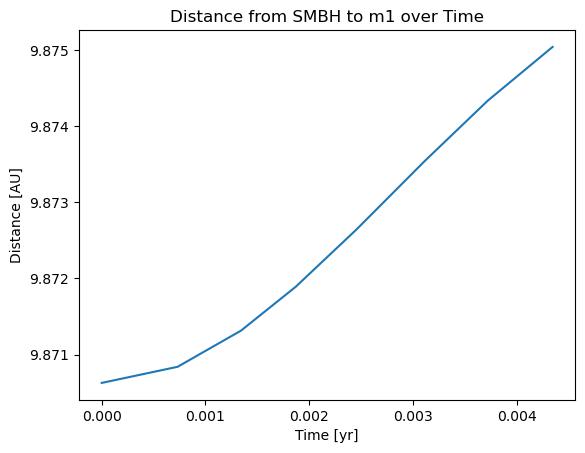 Distance from SMBH to m1 over Time
9.875
9.874
9.873
9.872
9.871
Distance [AU]
0.000 0.001 0.002 0.003 0.004
Time [yr]